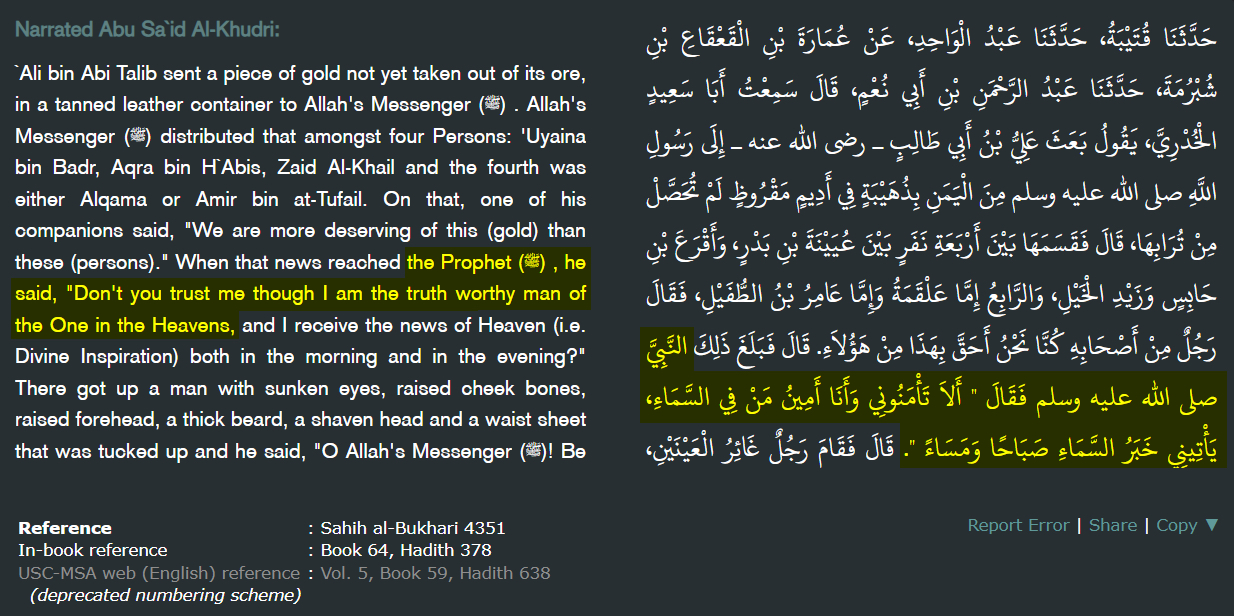 Narrated Abu Sa`id Al-Khudri:
`Ali bin Abi Talib sent a piece of gold not yet taken out of its ore,
in a tanned leather container to Allah's Messenger (ﷺ) . Allah's
Messenger (ﷺ) distributed that amongst four Persons: 'Uyaina
bin Badr, Aqra bin H`Abis, Zaid Al-Khail and the fourth was
either Alqama or Amir bin at-Tufail. On that, one of his
companions said, "We are more deserving of this (gold) than
these (persons)." When that news reached the Prophet (ﷺ) , he
said, "Don't you trust me though I am the truth worthy man of
the One in the Heavens, and I receive the news of Heaven (i.e.
Divine Inspiration) both in the morning and in the evening?"
There got up a man with sunken eyes, raised cheek bones,
raised forehead, a thick beard, a shaven head and a waist sheet
that was tucked up and he said, "O Allah's Messenger (ﷺ)! Be
حَدَّثَنَا قُتَيْبَةُ، حَدَّثَنَا عَبْدُ الْوَاحِدِ، عَنْ عُمَارَةَ بْنِ الْقَعْقَاعِ بْنِ
شُبْرُمَةَ، حَدَّثَنَا عَبْدُ الرَّحْمَنِ بْنُ أَبِي نُعْمٍ، قَالَ سَمِعْتُ أَبَا سَعِيدٍ
الْخُدْرِيَّ، يَقُولُ بَعَثَ عَلِيُّ بْنُ أَبِي طَالِبٍ ـ رضى الله عنه ـ إِلَى رَسُولِ
اللَّهِ صلى الله عليه وسلم مِنَ الْيَمَنِ بِذُهَيْبَةٍ فِي أَدِيمٍ مَقْرُوظٍ لَمْ تُحَصَّلْ
مِنْ تُرَابِهَا، قَالَ فَقَسَمَهَا بَيْنَ أَرْبَعَةِ نَفَرٍ بَيْنَ عُيَيْنَةَ بْنِ بَدْرٍ، وَأَقْرَعَ بْنِ
حَابِسٍ وَزَيْدِ الْخَيْلِ، وَالرَّابِعُ إِمَّا عَلْقَمَةُ وَإِمَّا عَامِرُ بْنُ الطُّفَيْلِ، فَقَالَ
رَجُلٌ مِنْ أَصْحَابِهِ كُنَّا نَحْنُ أَحَقَّ بِهَذَا مِنْ هَؤُلاَءِ. قَالَ فَبَلَغَ ذَلِكَ النَّبِيَّ
صلى الله عليه وسلم فَقَالَ " أَلاَ تَأْمَنُونِي وَأَنَا أَمِينُ مَنْ فِي السَّمَاءِ،
يَأْتِينِي خَبَرُ السَّمَاءِ صَبَاحًا وَمَسَاءً ". قَالَ فَقَامَ رَجُلٌ غَائِرُ الْعَيْنَيْنِ،
Reference : Sahih al-Bukhari 4351
In-book reference : Book 64, Hadith 378
USC-MSA web (English) reference : Vol. 5, Book 59, Hadith 638
(deprecated numbering scheme)
Report Error | Share | Copy ▼